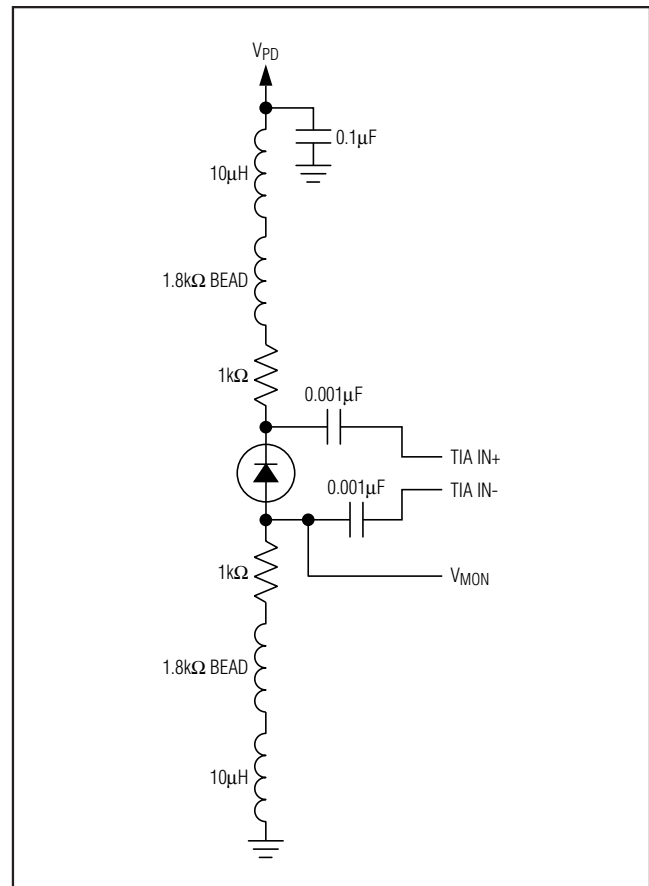 VPD
0.1μF
10μH
1.8kΩ BEAD
1kΩ
0.001μF
TIA IN+
0.001μF
TIA IN-
1kΩ
VMON
1.8kΩ BEAD
10μH